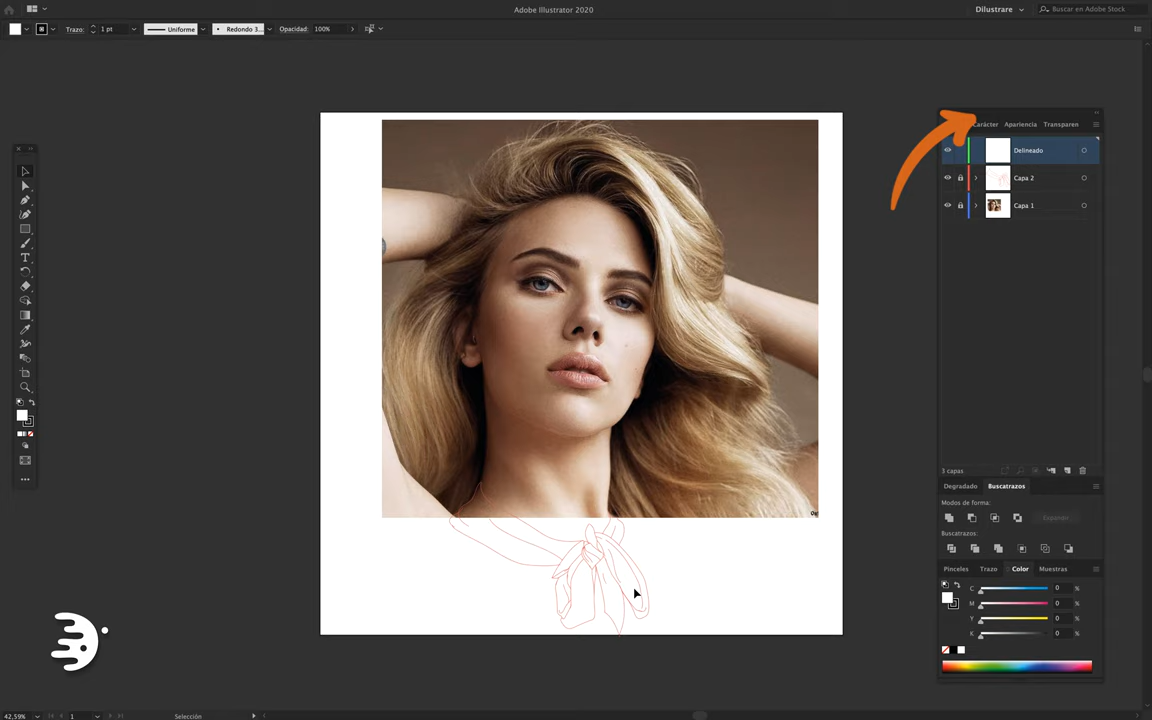 Adobe Illustrator 2020
Dilustrare
Buscar en Adobe Stock
Trazo:
1 pt
Uniforme
Redondo 3...
Opacidad:
100%
Carácter
Apariencia
Transparen
Delineado
Capa 2
Capa 1
3 capas
Degradado
Buscatrazos
Modos de forma:
Expandir
Buscatrazos:
Pinceles
Trazo
Color
Muestras
C 0 %
M 0 %
Y 0 %
K 0 %
42,59%
1
Selección